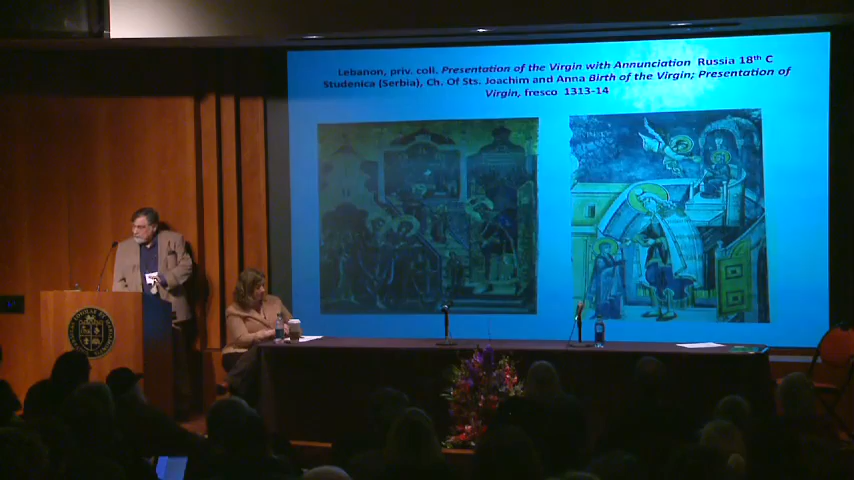 Lebanon, priv. coll. Presentation of the Virgin with Annunciation Russia 18th C
Studenica (Serbia), Ch. Of Sts. Joachim and Anna Birth of the Virgin; Presentation of
Virgin, fresco 1313-14